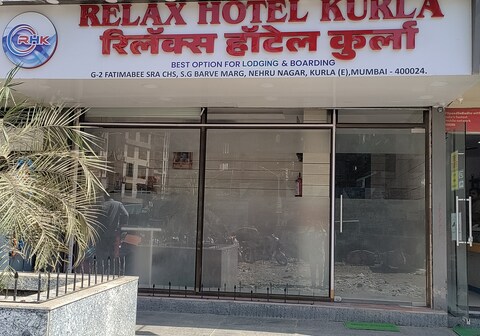 RELAX HOTEL KURLA
RHK
रिलॅक्स हॉटेल कुर्ला
BEST OPTION FOR LODGING & BOARDING
G-2 FATIMABEE SRA CHS, S.G BARVE MARG, NEHRU NAGAR, KURLA (E),MUMBAI - 400024.